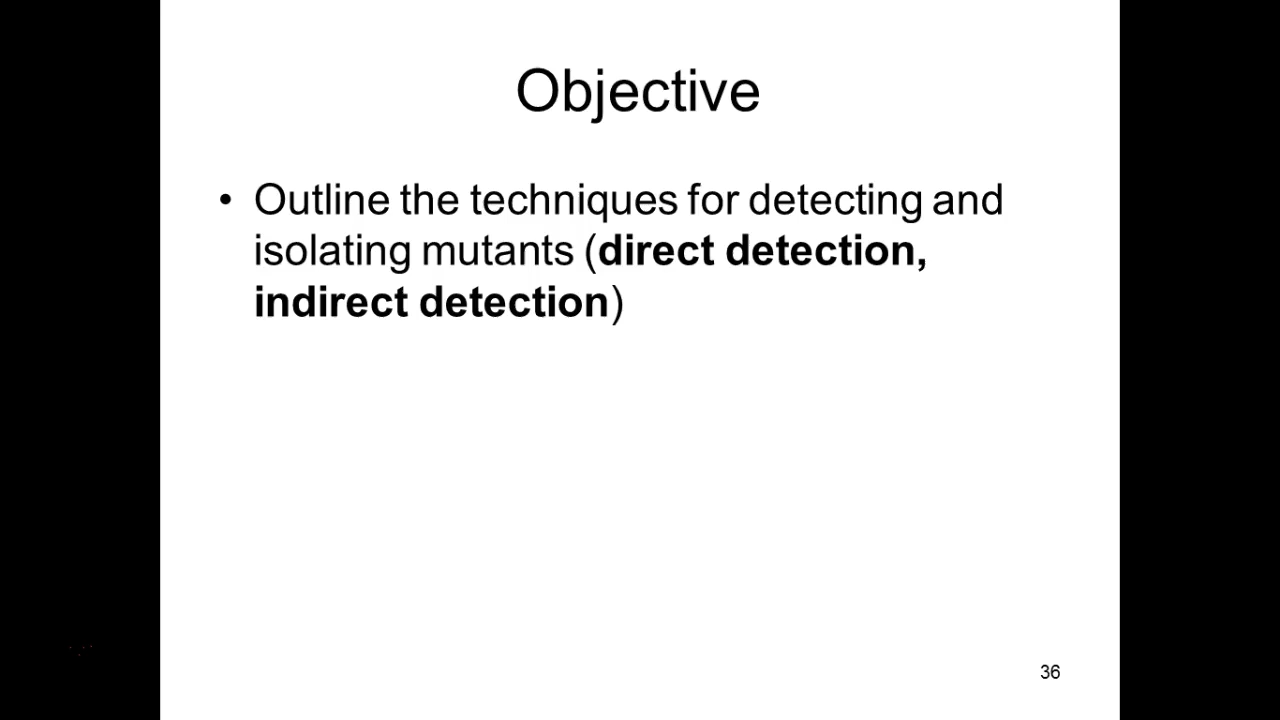 Objective
• Outline the techniques for detecting and
isolating mutants (direct detection,
indirect detection)
36